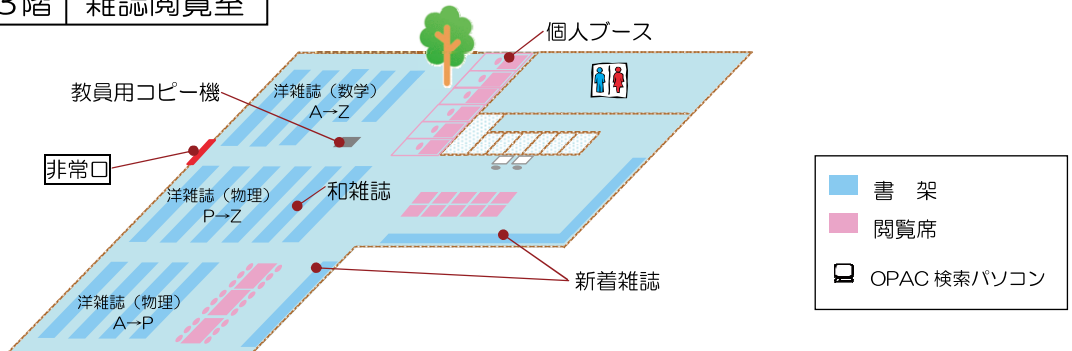 3階 雑誌閲覧室
個人ブース
教員用コピー機
洋雑誌（数学）
A→Z
非常口
洋雑誌（物理）
P→Z
和雑誌
新着雑誌
洋雑誌（物理）
A→P
書　架
閲覧席
OPAC 検索パソコン